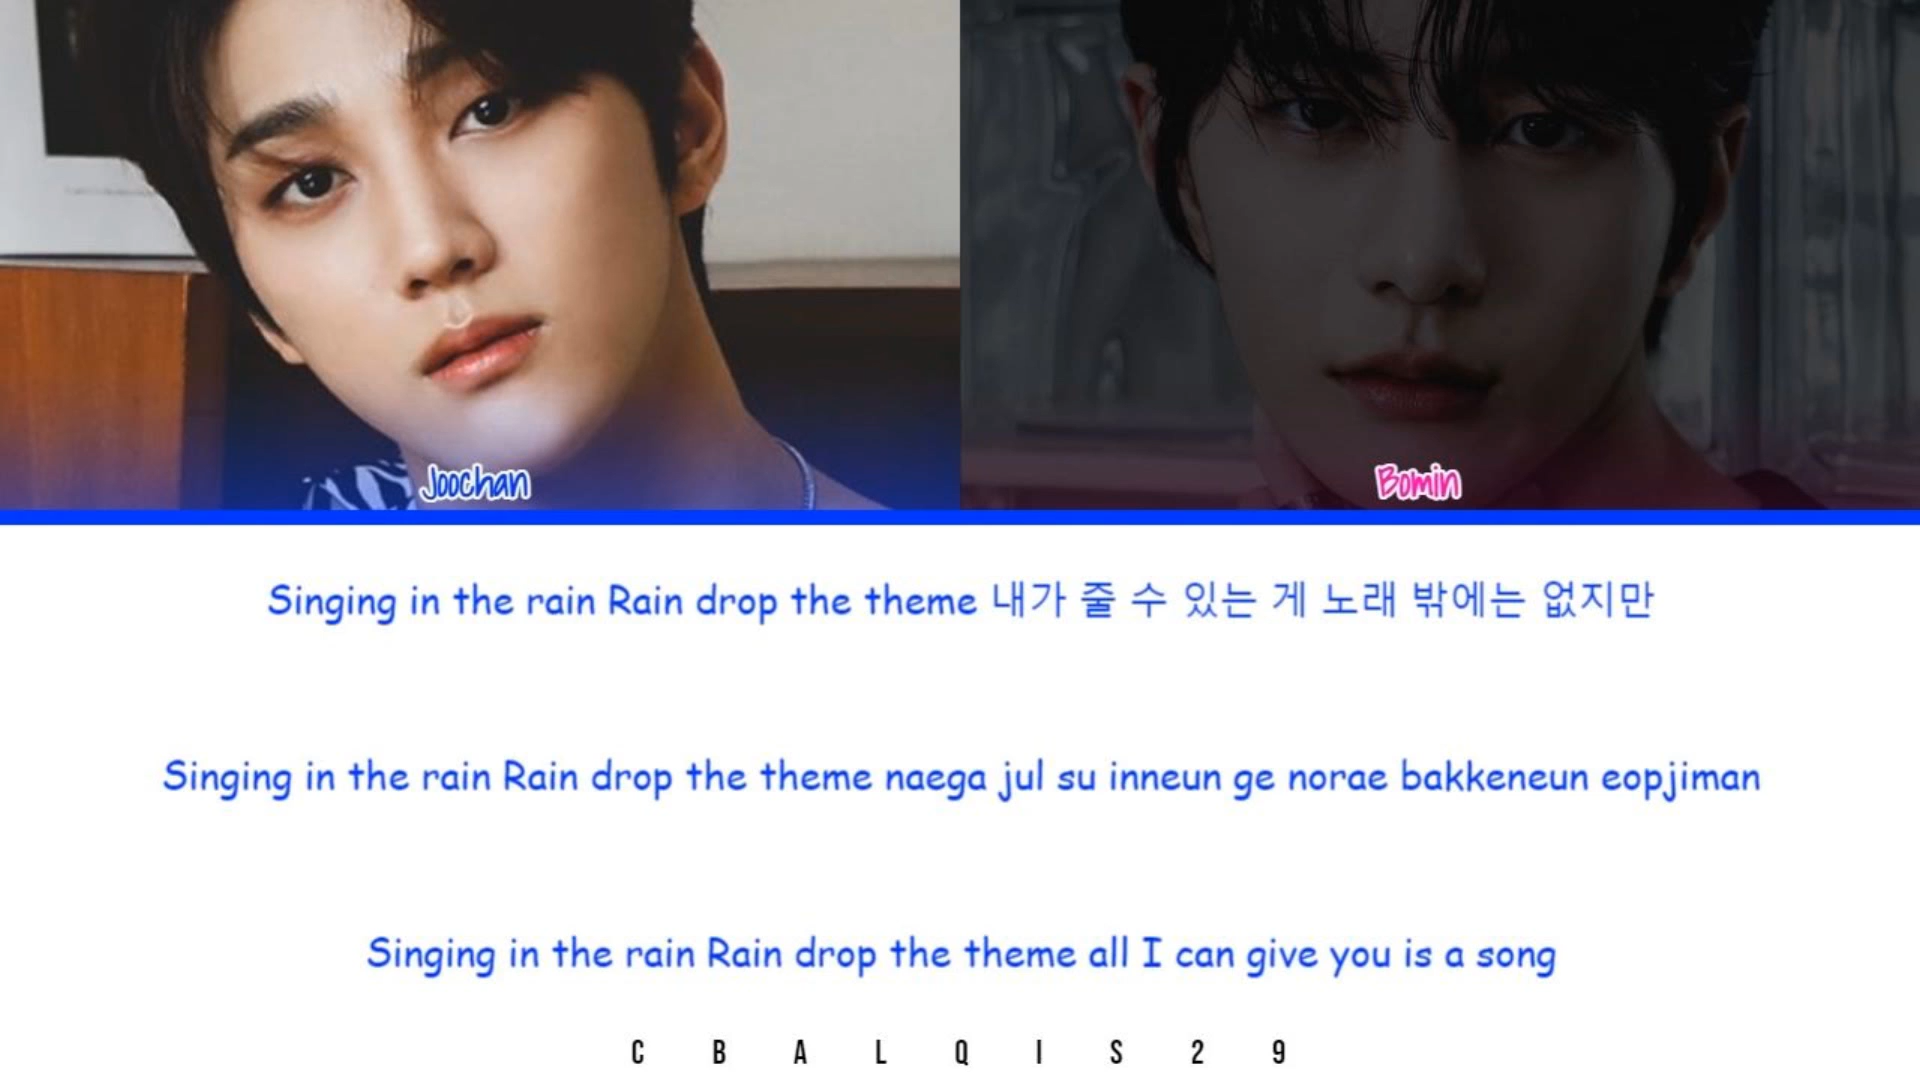 Joochan
Bomin
Singing in the rain Rain drop the theme 내가 줄 수 있는 게 노래 밖에는 없지만
Singing in the rain Rain drop the theme naega jul su inneun ge norae bakkeneun eopjiman
Singing in the rain Rain drop the theme all I can give you is a song
CBALQIS29